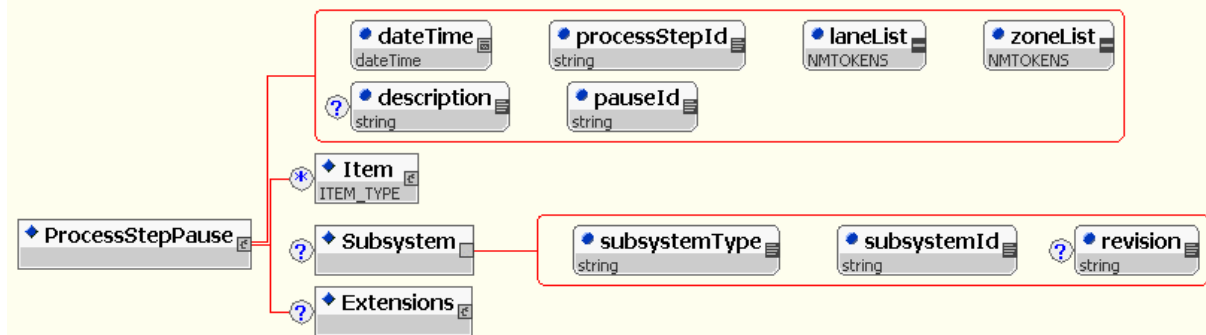 dateTime
dateTime
processStepId
string
laneList
NMTOKENS
zoneList
NMTOKENS
?
description
string
pauseId
string
*
Item
ITEM_TYPE
ProcessStepPause
?
Subsystem
subsystemType
string
subsystemId
string
?
revision
string
?
Extensions